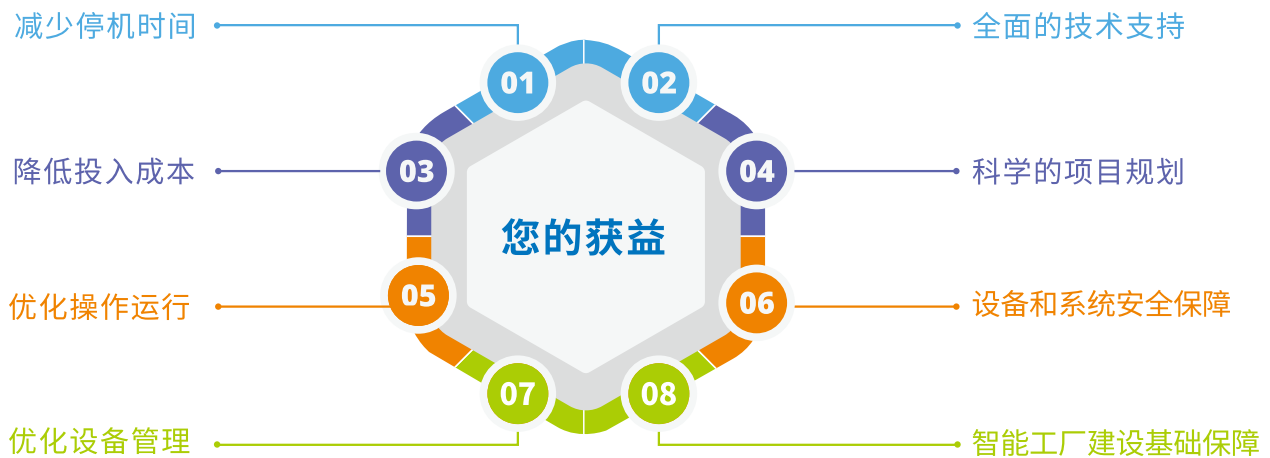 减少停机时间
01
02
全面的技术支持
降低投入成本
03
04
科学的项目规划
您的获益
优化操作运行
05
06
设备和系统安全保障
优化设备管理
07
08
智能工厂建设基础保障